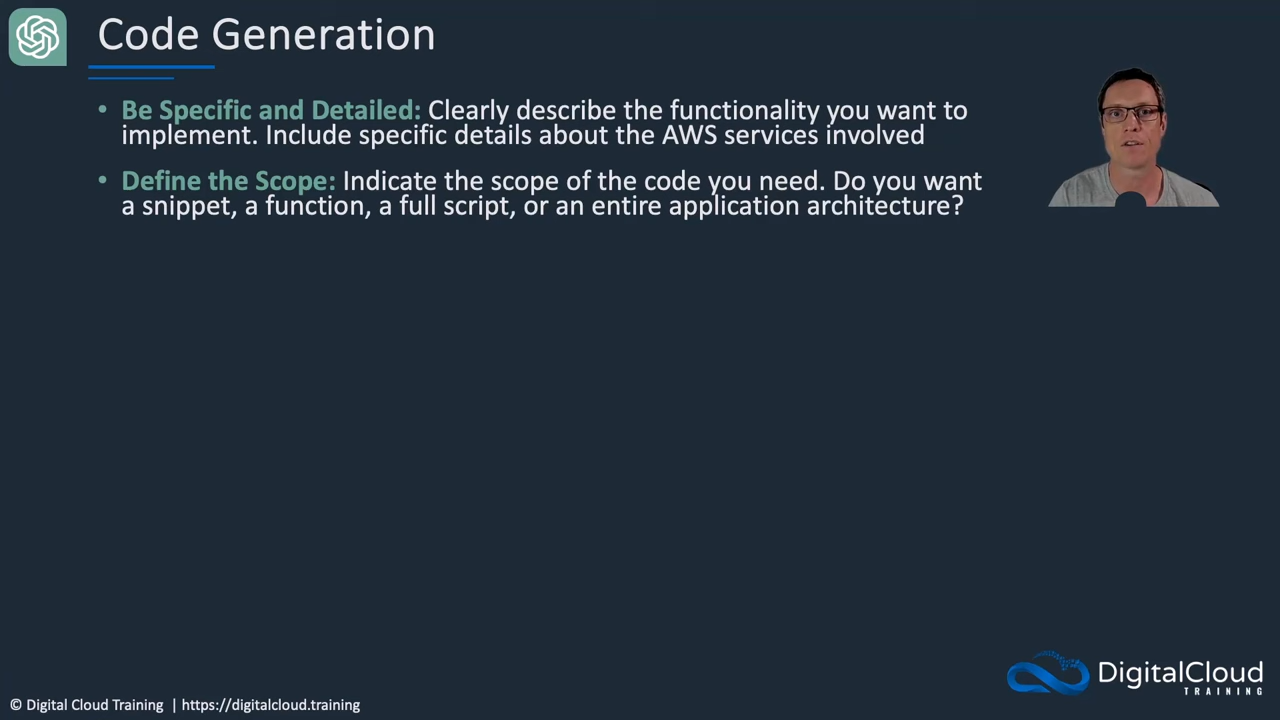 Code Generation
• Be Specific and Detailed: Clearly describe the functionality you want to
implement. Include specific details about the AWS services involved
• Define the Scope: Indicate the scope of the code you need. Do you want
a snippet, a function, a full script, or an entire application architecture?
DigitalCloud
TRAINING
© Digital Cloud Training | https://digitalcloud.training